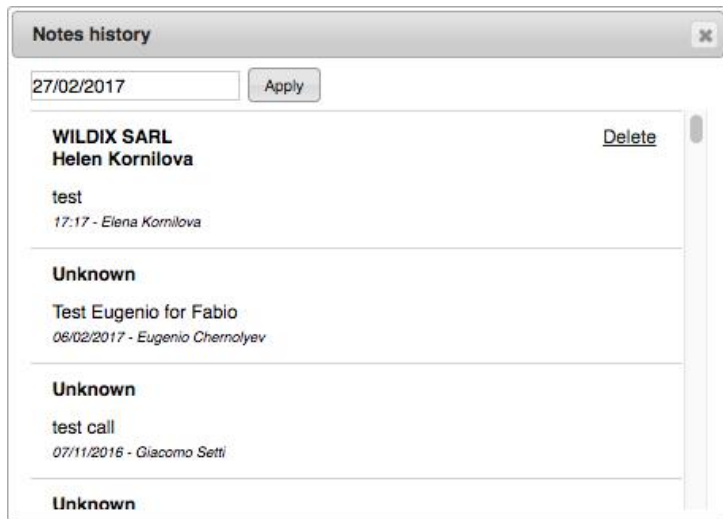 Notes history
27/02/2017 Apply
WILDIX SARL Delete
Helen Kornilova
test
17:17 - Elena Kornilova
Unknown
Test Eugenio for Fabio
06/02/2017 - Eugenio Chernolyev
Unknown
test call
07/11/2016 - Giacomo Setti
Unknown